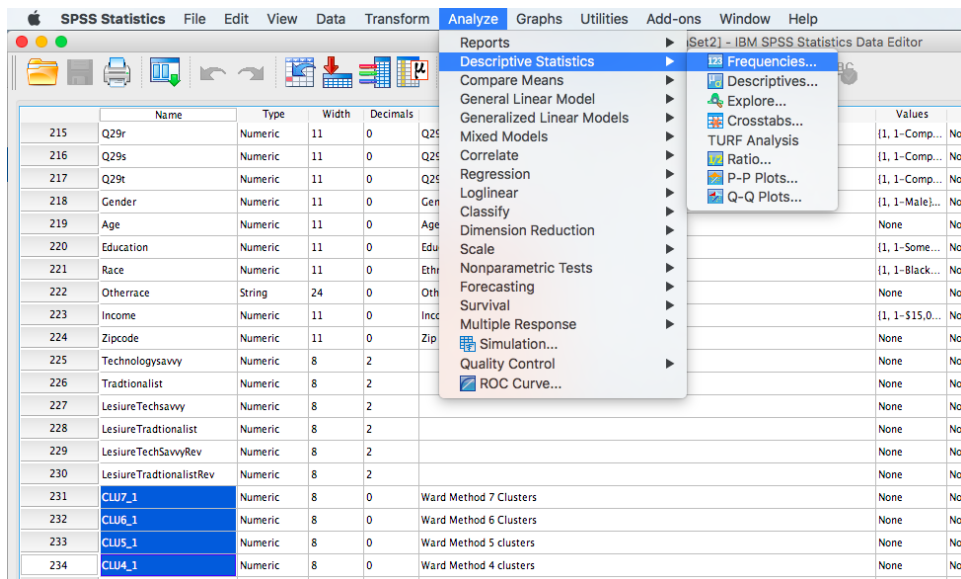 SPSS Statistics File Edit View Data Transform Analyze Graphs Utilities Add-ons Window Help
Set2] - IBM SPSS Statistics Data Editor
Reports
Descriptive Statistics
Compare Means
General Linear Model
Generalized Linear Models
Mixed Models
Correlate
Regression
Loglinear
Classify
Dimension Reduction
Scale
Nonparametric Tests
Forecasting
Survival
Multiple Response
Simulation...
Quality Control
ROC Curve...
Frequencies...
Descriptives...
Explore...
Crosstabs...
TURF Analysis
Ratio...
P-P Plots...
Q-Q Plots...
Name Type Width Decimals Values
215 Q29r Numeric 11 0 Q29 {1, 1-Comp... No
216 Q29s Numeric 11 0 Q29 {1, 1-Comp... No
217 Q29t Numeric 11 0 Q29 {1, 1-Comp... No
218 Gender Numeric 11 0 Gen {1, 1-Male}... No
219 Age Numeric 11 0 Age None No
220 Education Numeric 11 0 Edu {1, 1-Some... No
221 Race Numeric 11 0 Ethr {1, 1-Black... No
222 Otherrace String 24 0 Oth None No
223 Income Numeric 11 0 Inco {1, 1-$15,0... No
224 Zipcode Numeric 11 0 Zip None No
225 Technologysavvy Numeric 8 2 None No
226 Tradtionalist Numeric 8 2 None No
227 LesiureTechsavvy Numeric 8 2 None No
228 LesiureTradtionalist Numeric 8 2 None No
229 LesiureTechSavvyRev Numeric 8 2 None No
230 LesiureTradtionalistRev Numeric 8 2 None No
231 CLU7_1 Numeric 8 0 Ward Method 7 Clusters None No
232 CLU6_1 Numeric 8 0 Ward Method 6 Clusters None No
233 CLU5_1 Numeric 8 0 Ward Method 5 clusters None No
234 CLU4_1 Numeric 8 0 Ward Method 4 clusters None No